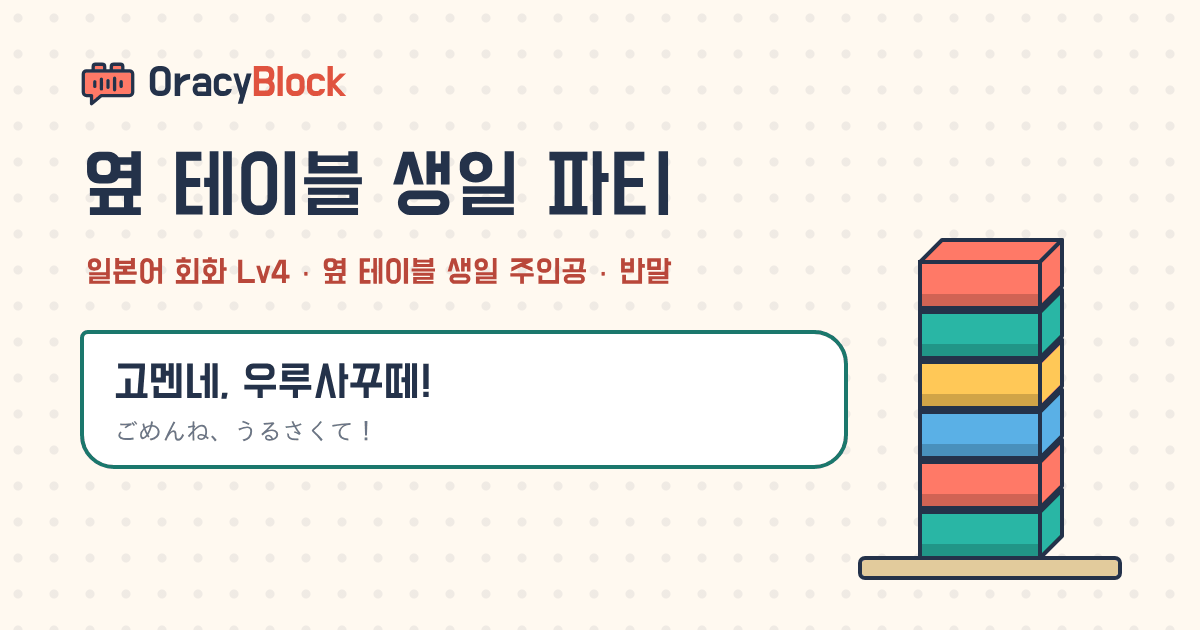 OracyBlock
옆 테이블 생일 파티
일본어 회화 Lv4 · 옆 테이블 생일 주인공 · 반말
고멘네, 우루사꾸떼!
ごめんね、うるさくて！